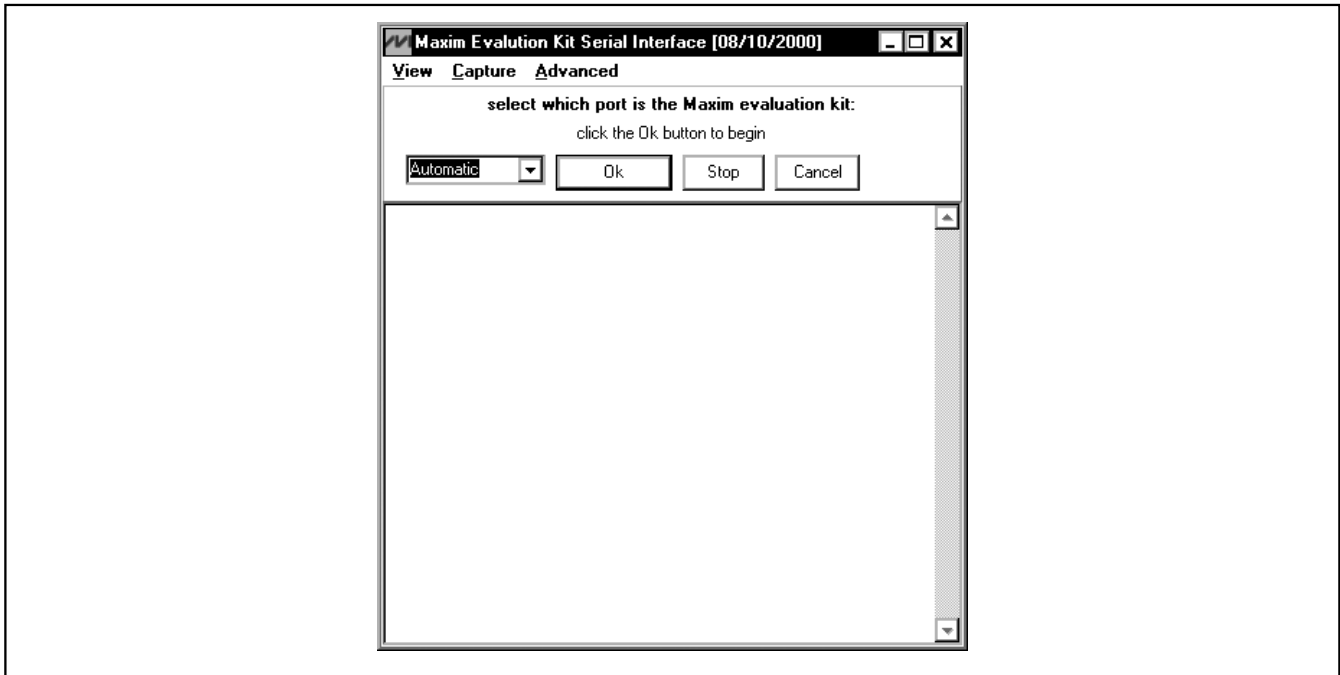 Maxim Evalution Kit Serial Interface [08/10/2000]
View Capture Advanced
select which port is the Maxim evaluation kit:
click the Ok button to begin
Automatic Ok Stop Cancel